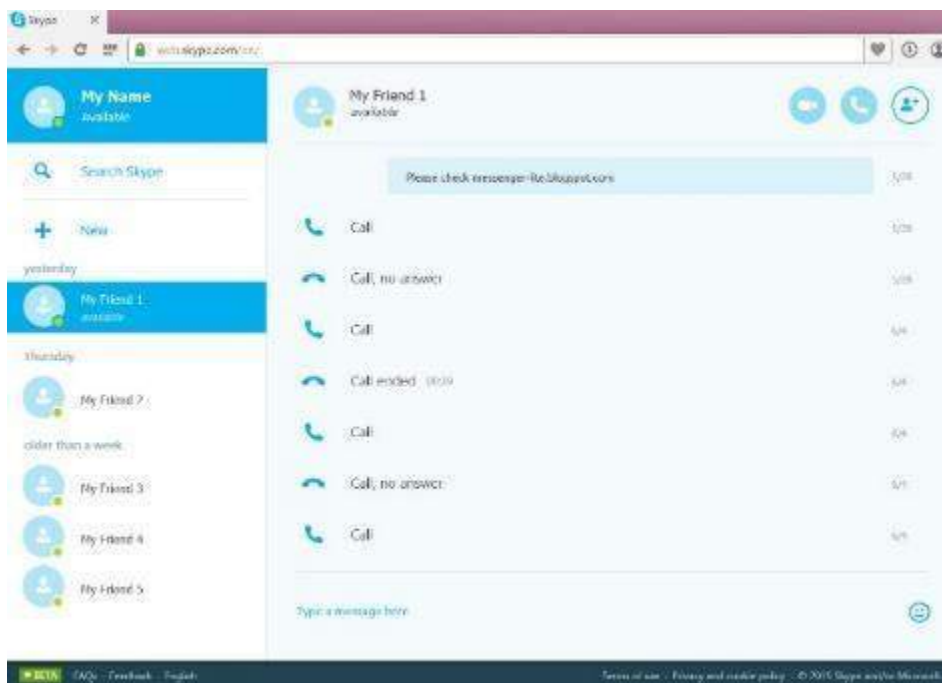 Skype
web.skype.com/en/
My Name
available
Search Skype
New
yesterday
My Friend 1
available
Thursday
My Friend 2
older than a week
My Friend 3
My Friend 4
My Friend 5
My Friend 1
available
Please check messenger-lite.blogspot.com
Call
Call, no answer
Call
Call ended
Call
Call, no answer
Call
Type a message here
BETA FAQs - Feedback - English
Terms of use - Privacy and cookie policy - © 2015 Skype and/or Microsoft